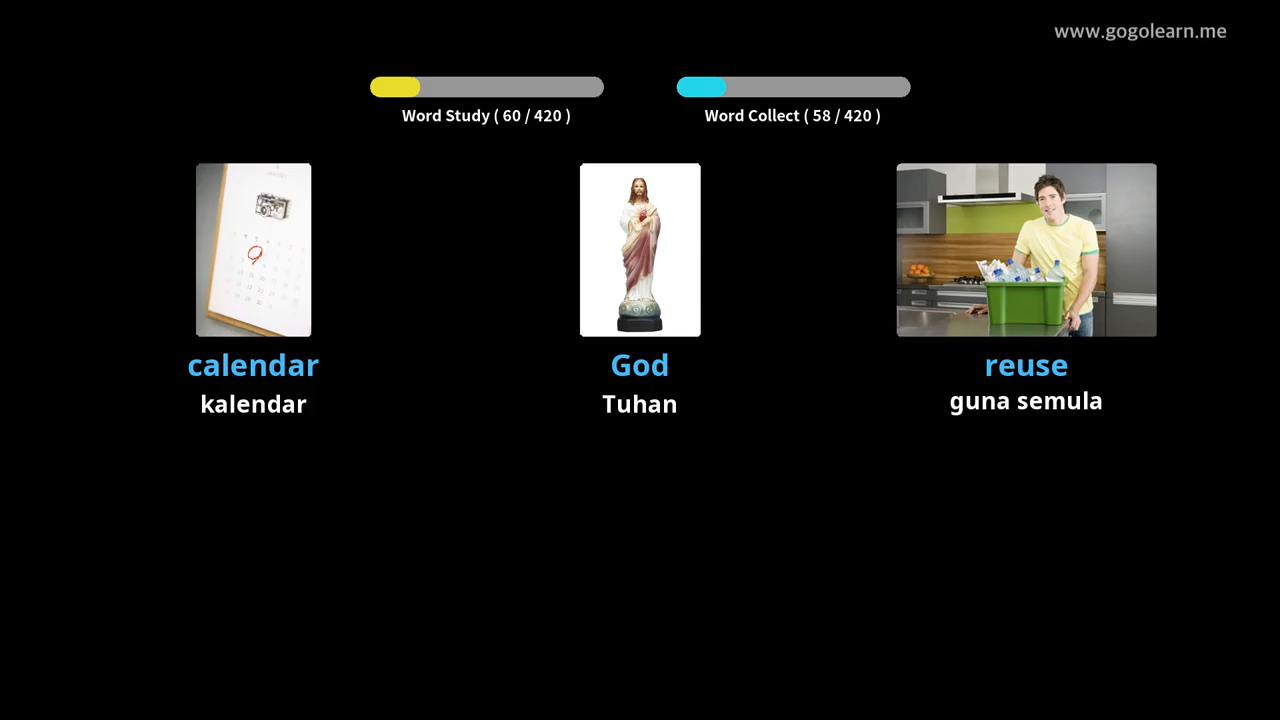 www.gogolearn.me
Word Study ( 60 / 420 )
Word Collect ( 58 / 420 )
calendar
kalendar
God
Tuhan
reuse
guna semula